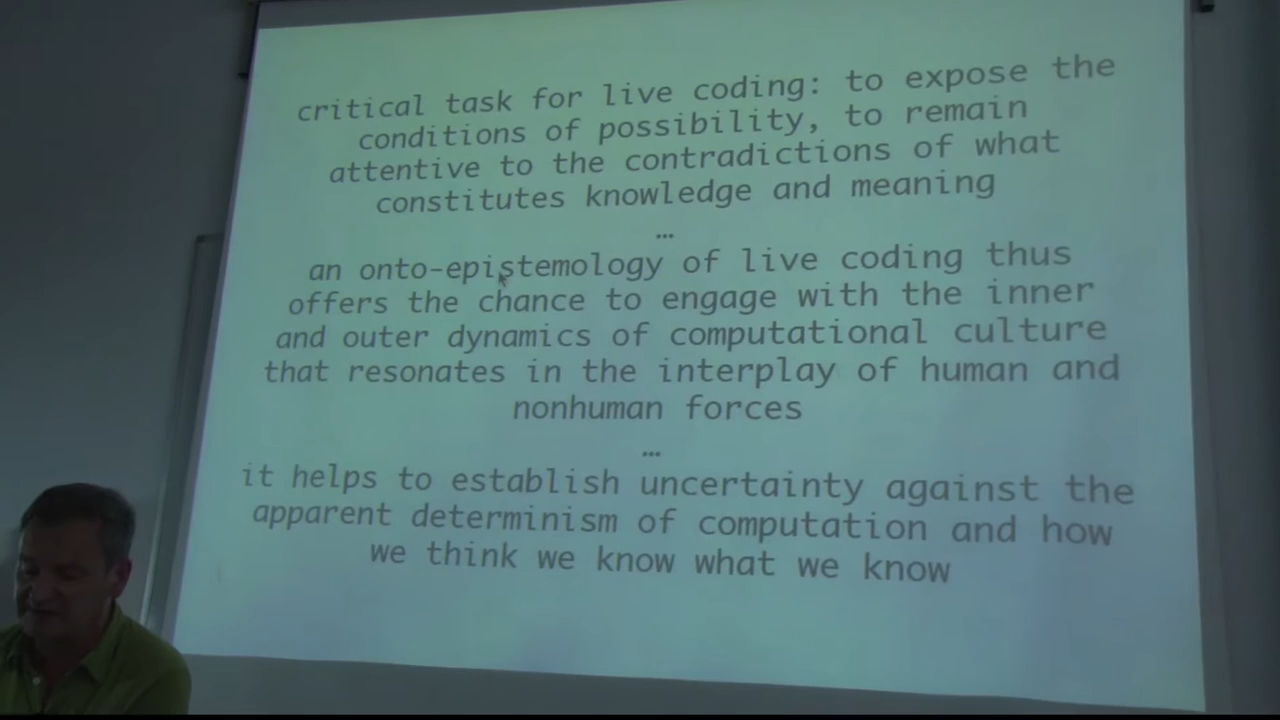 critical task for live coding: to expose the
conditions of possibility, to remain
attentive to the contradictions of what
constitutes knowledge and meaning
…
an onto-epistemology of live coding thus
offers the chance to engage with the inner
and outer dynamics of computational culture
that resonates in the interplay of human and
nonhuman forces
…
it helps to establish uncertainty against the
apparent determinism of computation and how
we think we know what we know